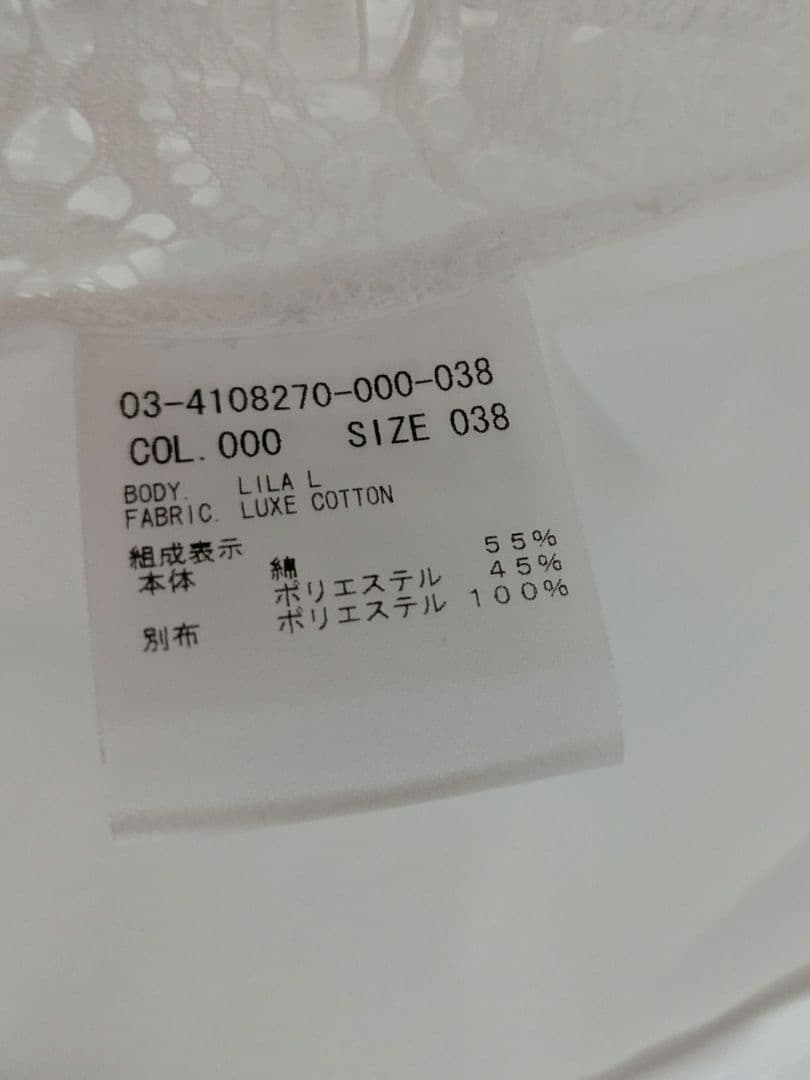 03-4108270-000-038
COL. 000 SIZE 038
BODY. LILA L
FABRIC. LUXE COTTON
組成表示
本体 綿 55%
ポリエステル 45%
別布 ポリエステル 100%